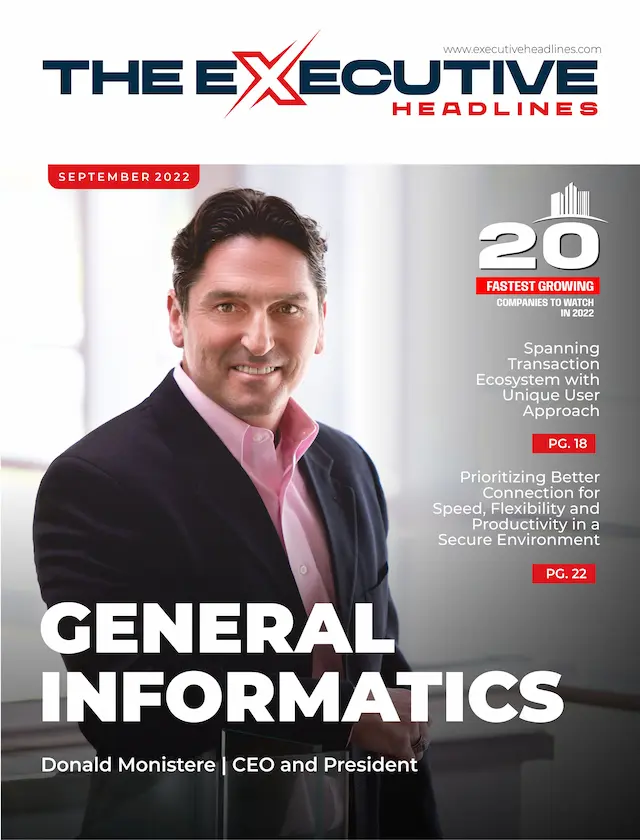 www.executiveheadlines.com
THE EXECUTIVE
HEADLINES
SEPTEMBER 2022
20
FASTEST GROWING
COMPANIES TO WATCH
IN 2022
Spanning
Transaction
Ecosystem with
Unique User
Approach
PG. 18
Prioritizing Better
Connection for
Speed, Flexibility and
Productivity in a
Secure Environment
PG. 22
GENERAL
INFORMATICS
Donald Monistere | CEO and President